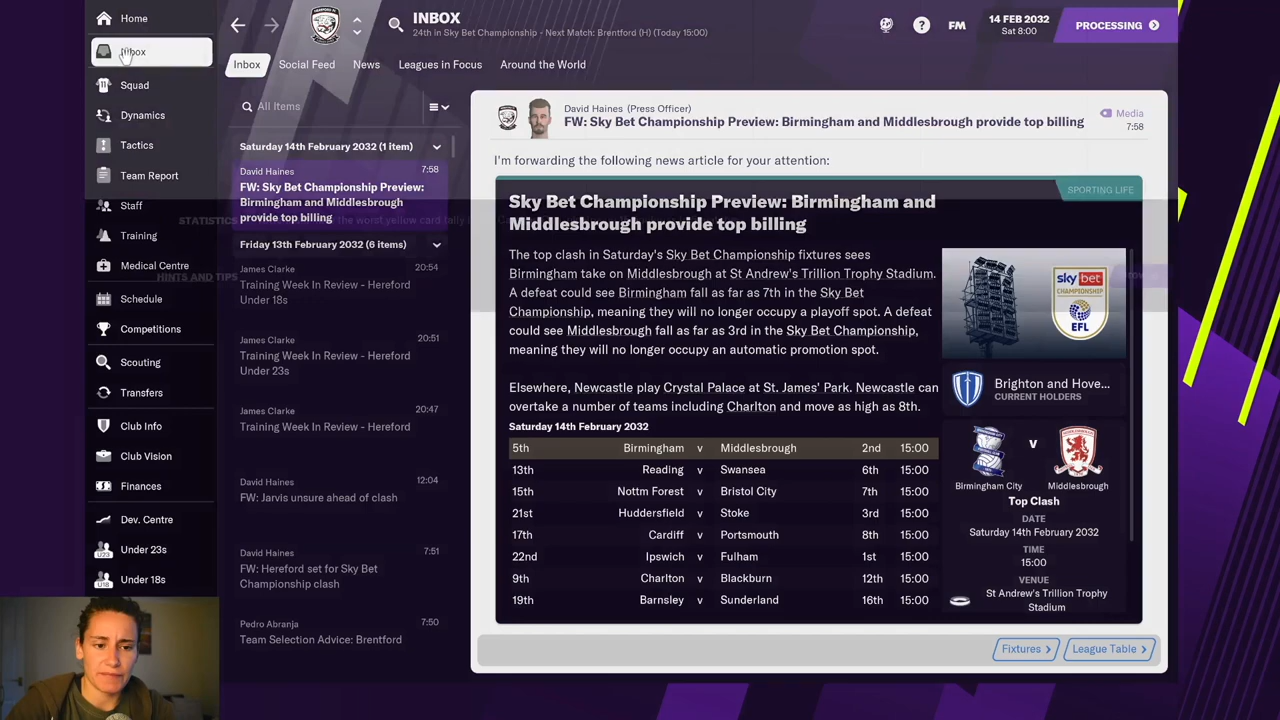 Home
Inbox
Squad
Dynamics
Tactics
Team Report
Staff
Training
Medical Centre
Schedule
Competitions
Scouting
Transfers
Club Info
Club Vision
Finances
Dev. Centre
Under 23s
Under 18s
INBOX
24th in Sky Bet Championship - Next Match: Brentford (H) (Today 15:00)
FM
14 FEB 2032
Sat 8:00
PROCESSING
Inbox
Social Feed
News
Leagues in Focus
Around the World
All Items
Saturday 14th February 2032 (1 item)
David Haines
7:58
FW: Sky Bet Championship Preview:
Birmingham and Middlesbrough
provide top billing
Friday 13th February 2032 (6 items)
James Clarke
20:54
Training Week In Review - Hereford
Under 18s
James Clarke
20:51
Training Week In Review - Hereford
Under 23s
James Clarke
20:47
Training Week In Review - Hereford
David Haines
12:04
FW: Jarvis unsure ahead of clash
David Haines
7:51
FW: Hereford set for Sky Bet
Championship clash
Pedro Abranja
7:50
Team Selection Advice: Brentford
STATISTICS
the worst yellow card tally
HINTS AND TIPS
David Haines (Press Officer)
FW: Sky Bet Championship Preview: Birmingham and Middlesbrough provide top billing
Media
7:58
I'm forwarding the following news article for your attention:
SPORTING LIFE
Sky Bet Championship Preview: Birmingham and
Middlesbrough provide top billing
The top clash in Saturday's Sky Bet Championship fixtures sees
Birmingham take on Middlesbrough at St Andrew's Trillion Trophy Stadium.
A defeat could see Birmingham fall as far as 7th in the Sky Bet
Championship, meaning they will no longer occupy a playoff spot. A defeat
could see Middlesbrough fall as far as 3rd in the Sky Bet Championship,
meaning they will no longer occupy an automatic promotion spot.
Elsewhere, Newcastle play Crystal Palace at St. James' Park. Newcastle can
overtake a number of teams including Charlton and move as high as 8th.
Saturday 14th February 2032
5th Birmingham v Middlesbrough 2nd 15:00
13th Reading v Swansea 6th 15:00
15th Nottm Forest v Bristol City 7th 15:00
21st Huddersfield v Stoke 3rd 15:00
17th Cardiff v Portsmouth 8th 15:00
22nd Ipswich v Fulham 1st 15:00
9th Charlton v Blackburn 12th 15:00
19th Barnsley v Sunderland 16th 15:00
sky bet
CHAMPIONSHIP
EFL
Brighton and Hove...
CURRENT HOLDERS
v
Birmingham City
Middlesbrough
Top Clash
DATE
Saturday 14th February 2032
TIME
15:00
VENUE
St Andrew's Trillion Trophy
Stadium
Fixtures
League Table